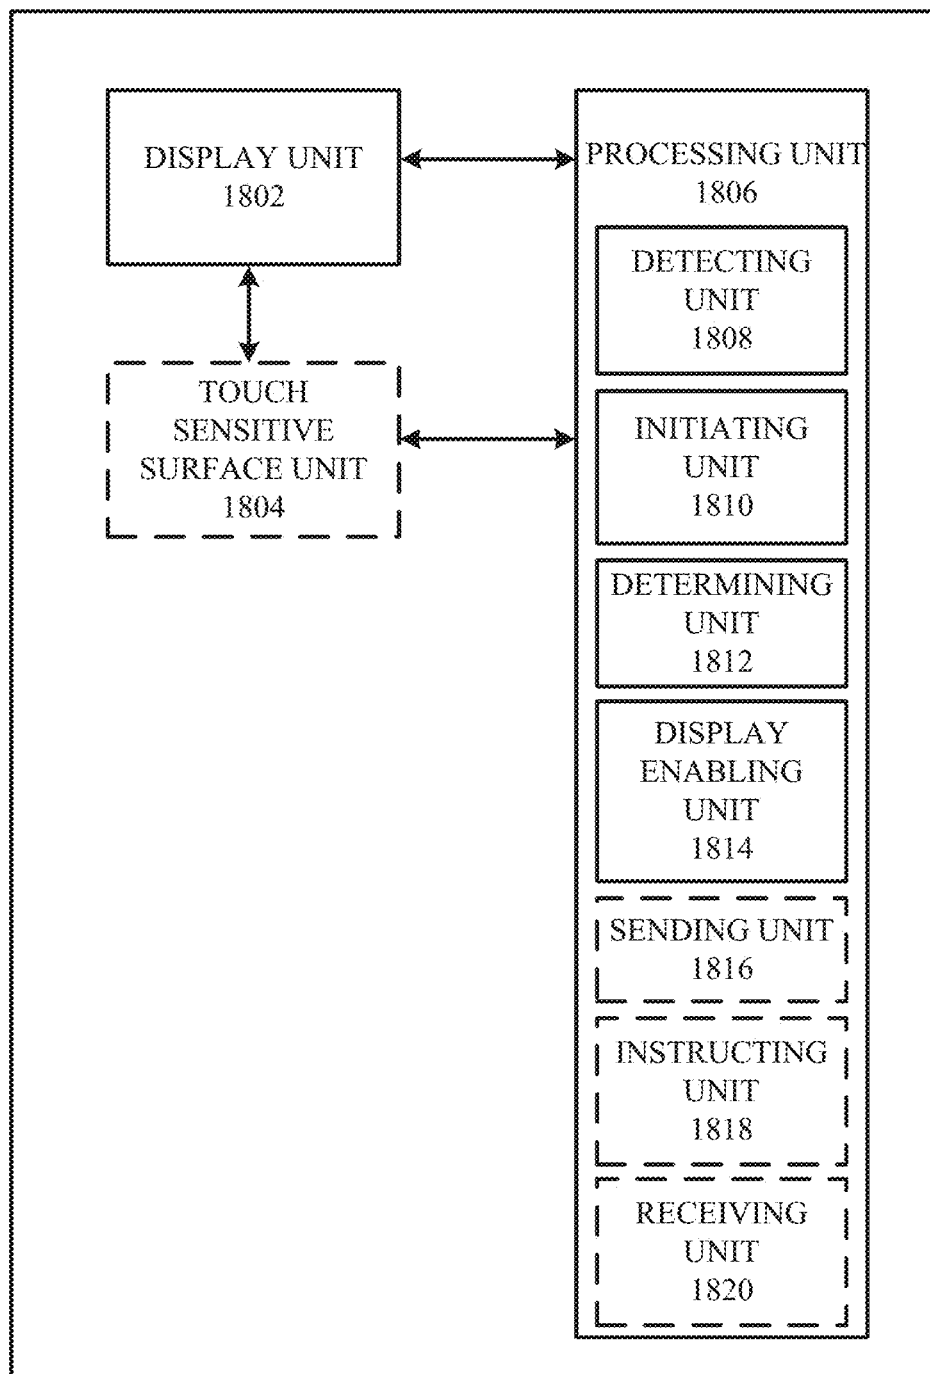 DISPLAY UNIT
1802
TOUCH
SENSITIVE
SURFACE UNIT
1804
PROCESSING UNIT
1806
DETECTING
UNIT
1808
INITIATING
UNIT
1810
DETERMINING
UNIT
1812
DISPLAY
ENABLING
UNIT
1814
SENDING UNIT
1816
INSTRUCTING
UNIT
1818
RECEIVING
UNIT
1820